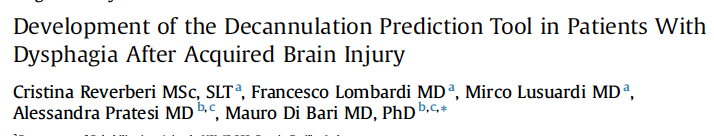 Development of the Decannulation Prediction Tool in Patients With
Dysphagia After Acquired Brain Injury
Cristina Reverberi MSc, SLT a, Francesco Lombardi MD a, Mirco Lusuardi MD a,
Alessandra Pratesi MD b,c, Mauro Di Bari MD, PhD b,c,*